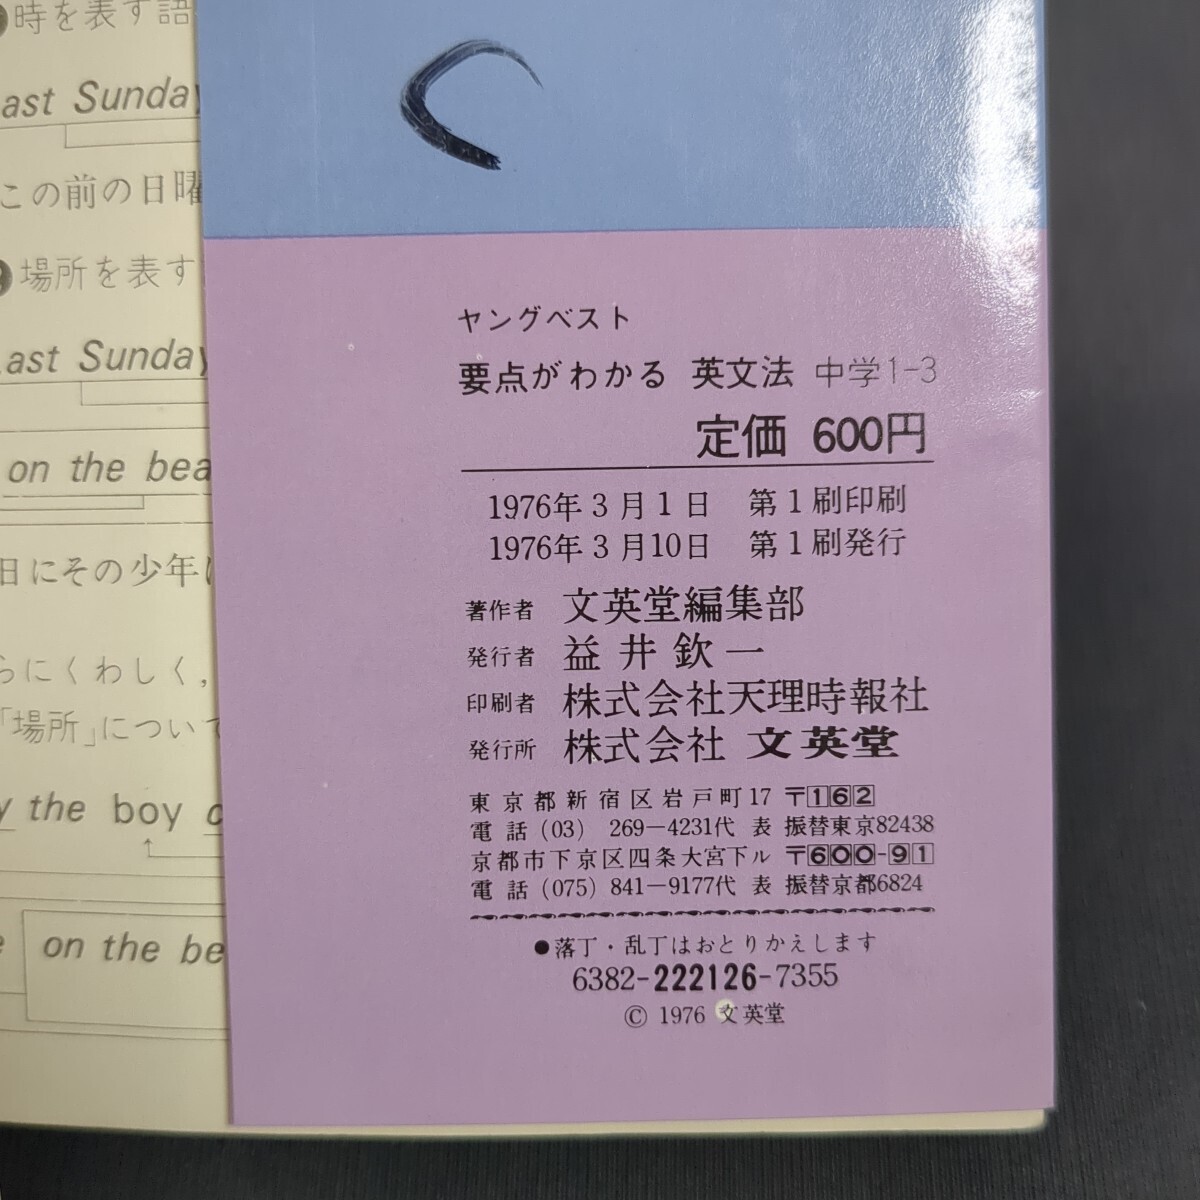 時を表す語
ast Sunday
この前の日曜
場所を表す
ast Sunday
on the bea
日にその少年に
らにくわしく,
「場所」について
y the boy c
e on the be
ヤングベスト
要点がわかる 英文法 中学1-3
定価 600円
1976年3月1日 第1刷印刷
1976年3月10日 第1刷発行
著作者 文英堂編集部
発行者 益井欽一
印刷者 株式会社天理時報社
発行所 株式会社 文英堂
東京都新宿区岩戸町17 〒162
電話(03) 269-4231代表 振替東京82438
京都市下京区四条大宮下ル 〒600-91
電話(075) 841-9177代表 振替京都6824
●落丁・乱丁はおとりかえします
6382-222126-7355
© 1976 文英堂